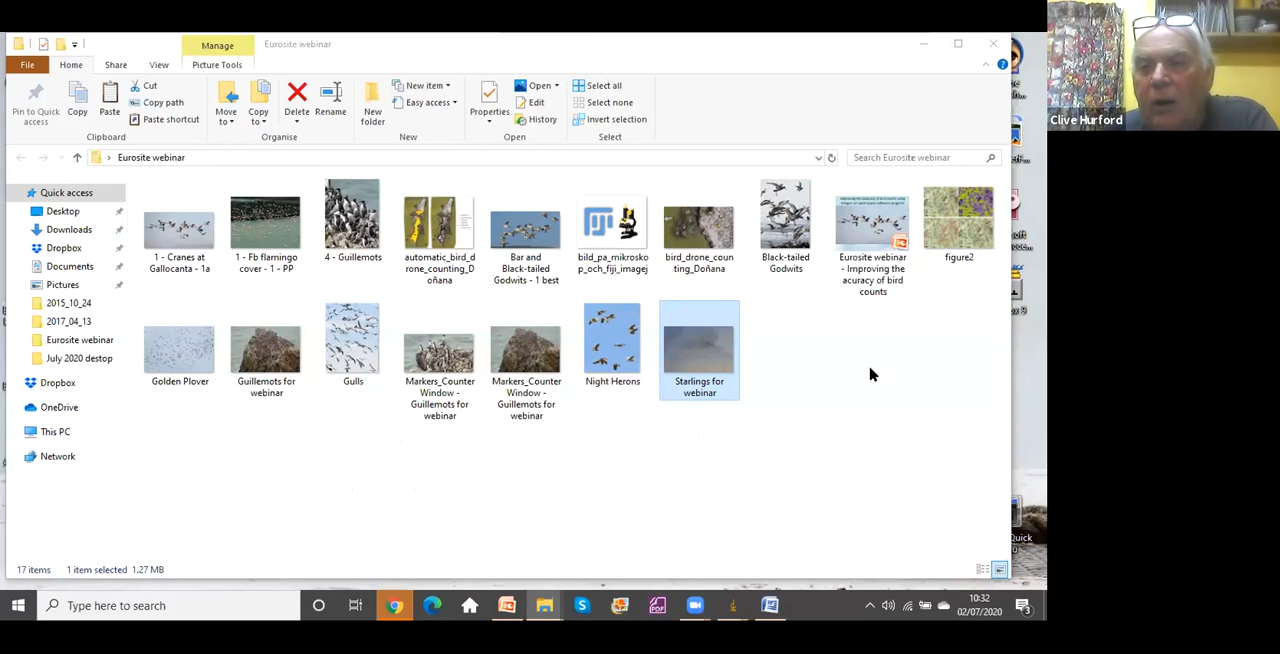 Manage
Eurosite webinar
File
Home
Share
View
Picture Tools
Pin to Quick
access
Copy
Paste
Cut
Copy path
Paste shortcut
Clipboard
Move
to
Copy
to
Delete
Rename
Organise
New
folder
New item
Easy access
New
Properties
Open
Edit
History
Open
Select all
Select none
Invert selection
Select
Eurosite webinar
Search Eurosite webinar
Quick access
Desktop
Downloads
Dropbox
Documents
Pictures
2015_10_24
2017_04_13
Eurosite webinar
July 2020 destop
Dropbox
OneDrive
This PC
Network
1 - Cranes at
Gallocanta - 1a
1 - Fb flamingo
cover - 1 - PP
4 - Guillemots
automatic_bird_d
rone_counting_D
oñana
Bar and
Black-tailed
Godwits - 1 best
bild_pa_mikrosko
p_och_fiji_imagej
bird_drone_coun
ting_Doñana
Black-tailed
Godwits
Eurosite webinar
- Improving the
acuracy of bird
counts
figure2
Golden Plover
Guillemots for
webinar
Gulls
Markers_Counter
Window -
Guillemots for
webinar
Markers_Counter
Window -
Guillemots for
webinar
Night Herons
Starlings for
webinar
17 items
1 item selected
1.27 MB
Type here to search
10:32
02/07/2020
3
Clive Hurford